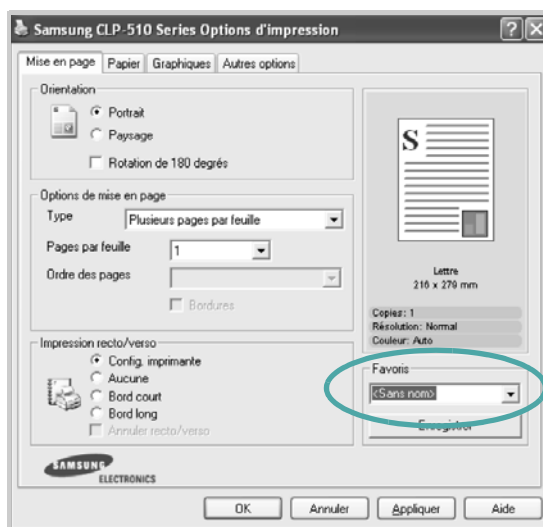 Samsung CLP-510 Series Options d'impression
Mise en page Papier Graphiques Autres options
Orientation
Portrait
Paysage
Rotation de 180 degrés
Options de mise en page
Type Plusieurs pages par feuille
Pages par feuille 1
Ordre des pages
Bordures
Impression recto/verso
Config. imprimante
Aucune
Bord court
Bord long
Annuler recto/verso
S
Lettre
216 x 279 mm
Copies: 1
Résolution: Normal
Couleur: Auto
Favoris
<Sans nom>
Enregistrer
SAMSUNG
ELECTRONICS
OK Annuler Appliquer Aide